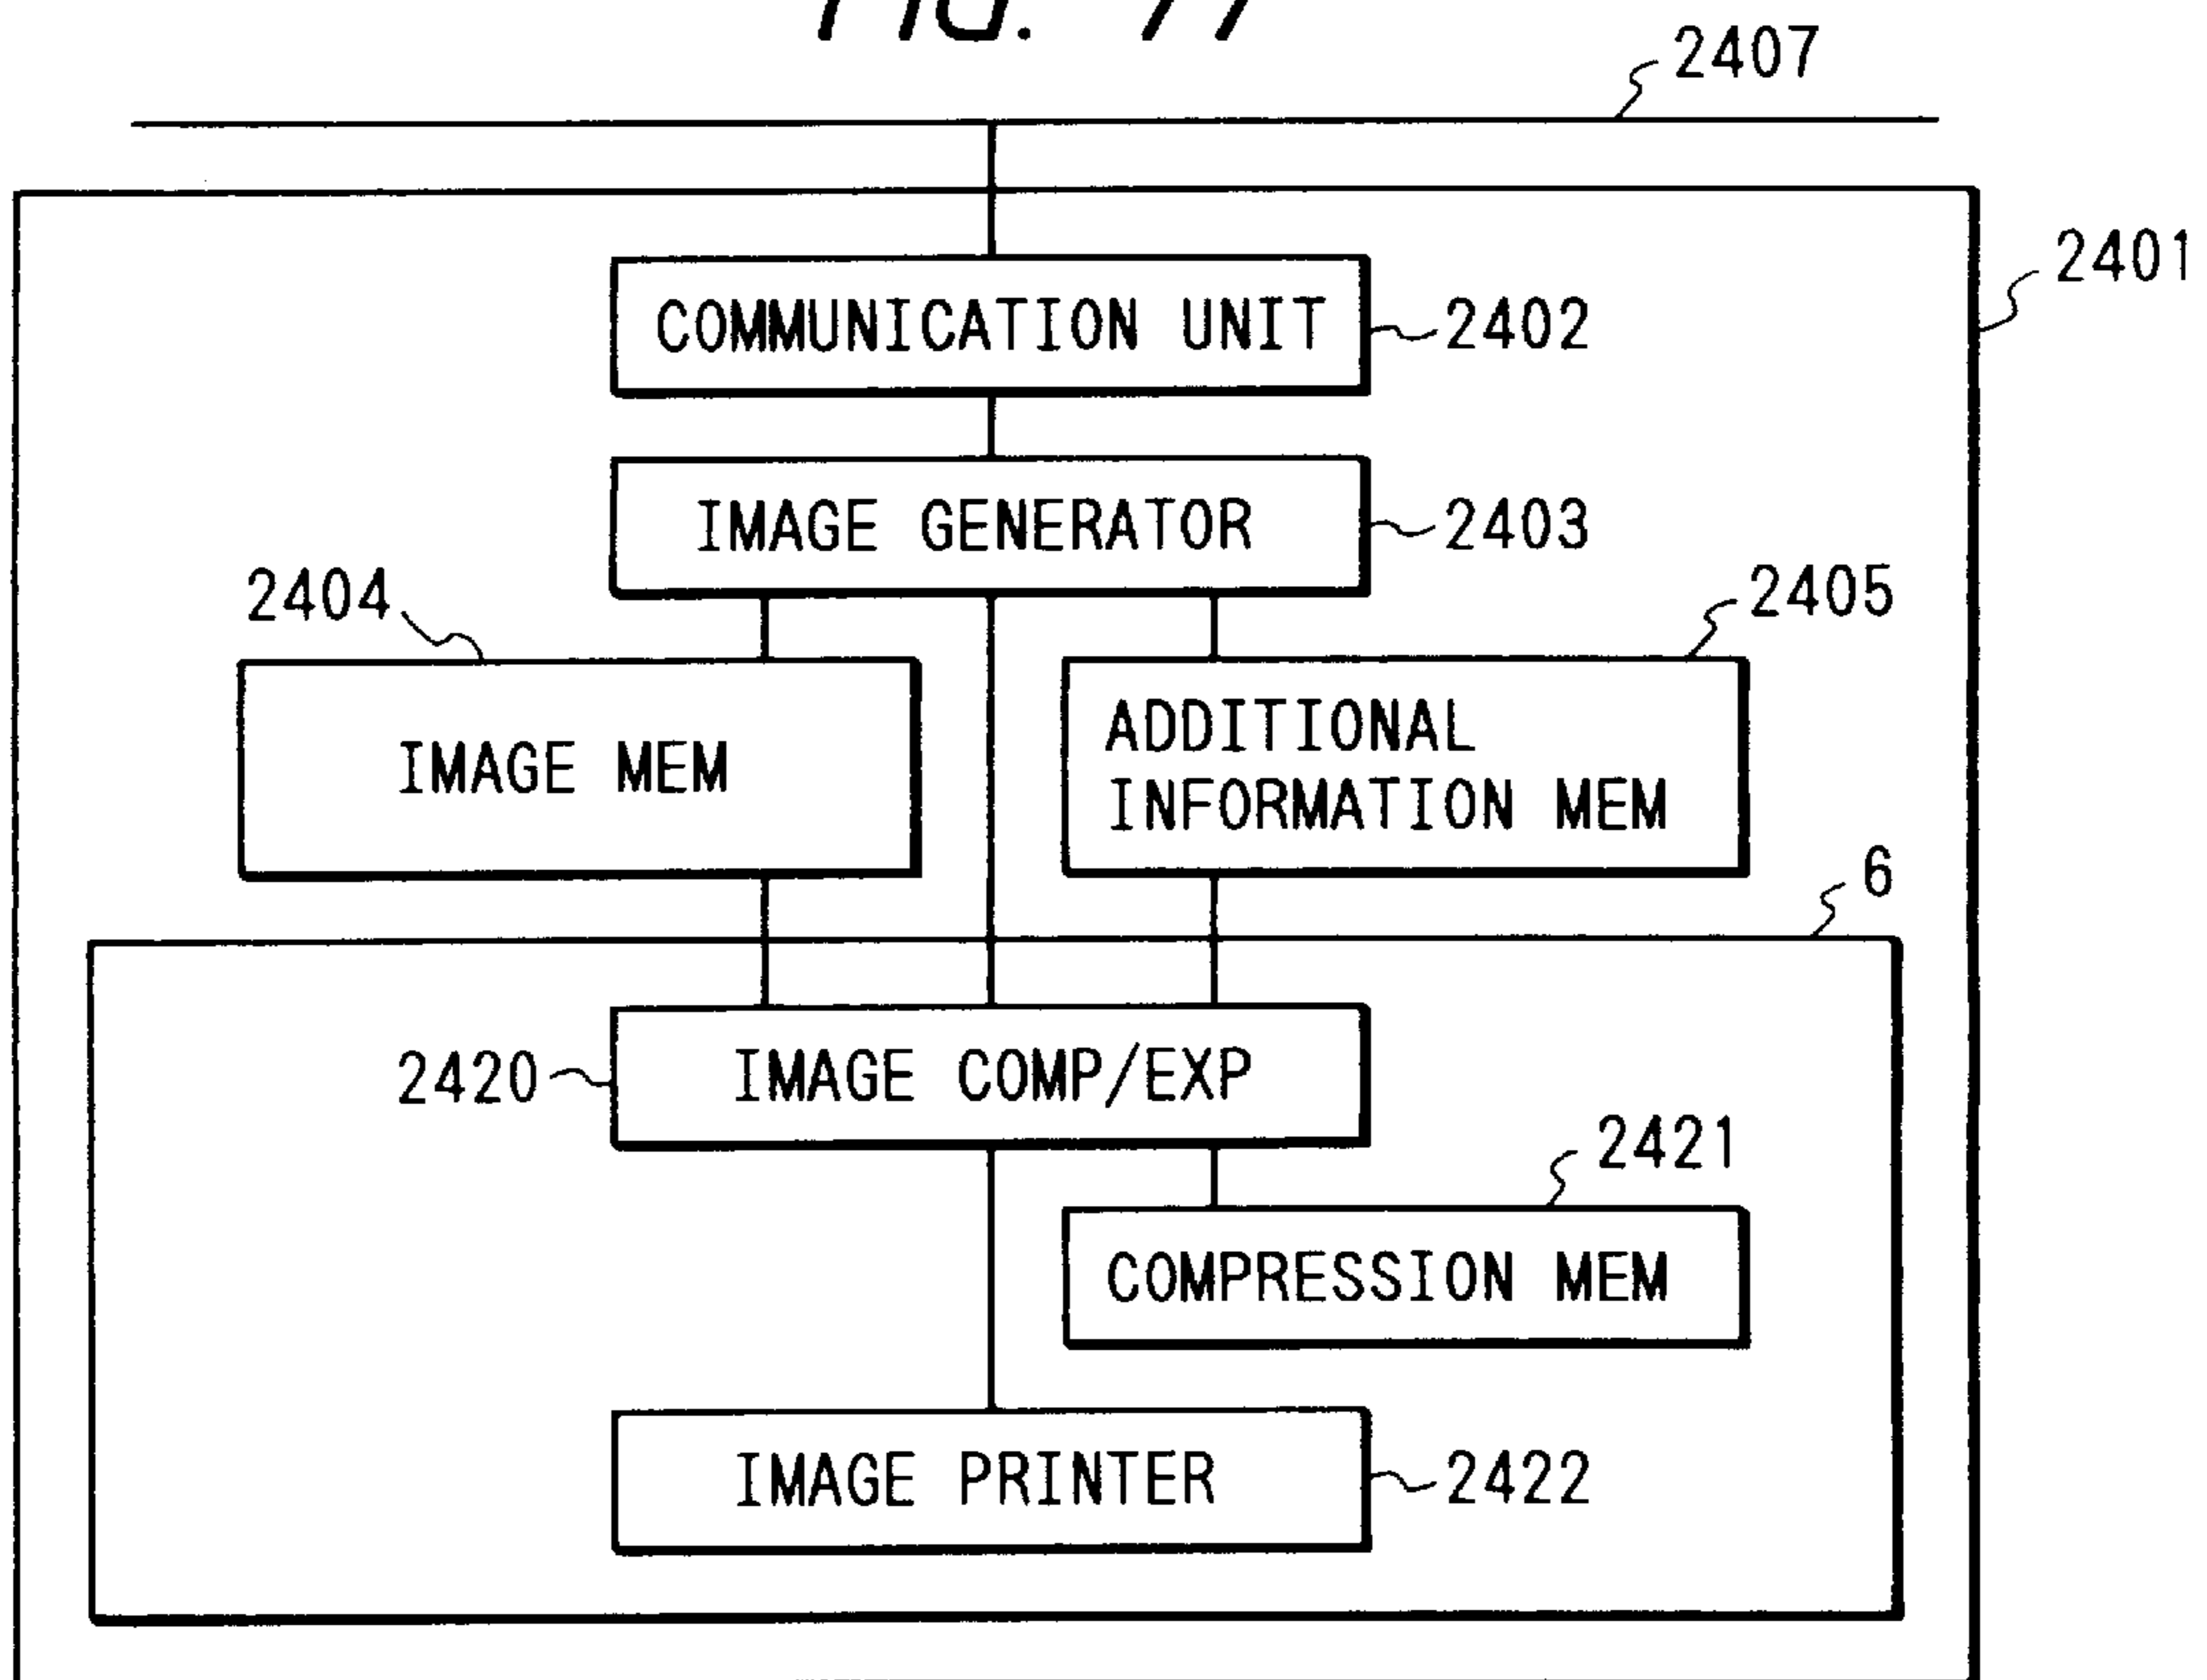 FIG.
2407
2401
COMMUNICATION UNIT
2402
IMAGE GENERATOR
2403
2404
2405
IMAGE MEM
ADDITIONAL
INFORMATION MEM
6
2420
IMAGE COMP/EXP
2421
COMPRESSION MEM
IMAGE PRINTER
2422